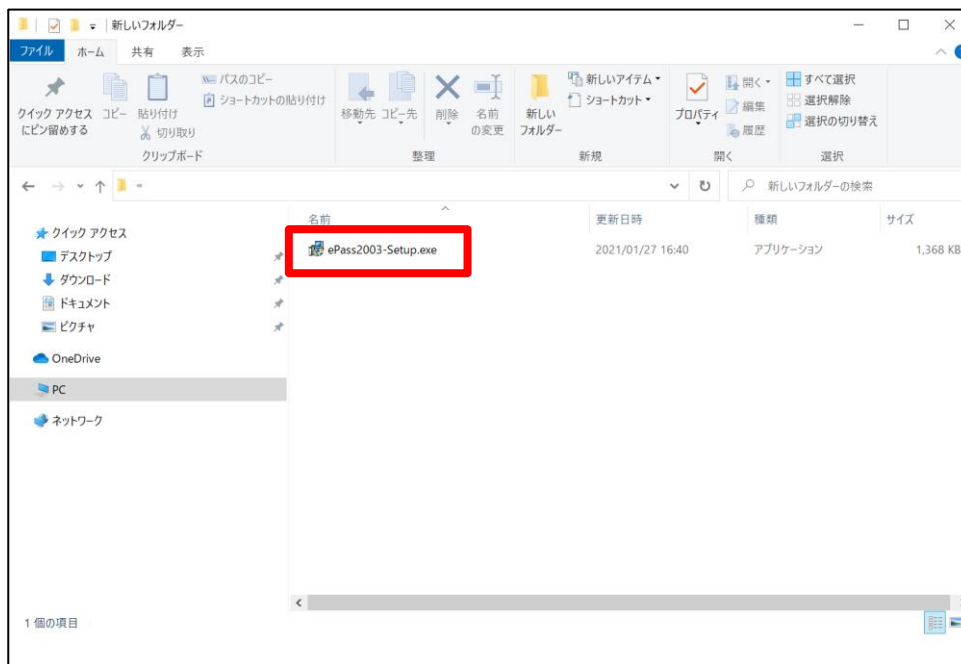 新しいフォルダー
ファイル ホーム 共有 表示
クイック アクセス
にピン留めする
コピー
貼り付け
パスのコピー
ショートカットの貼り付け
切り取り
クリップボード
移動先 コピー先
削除
名前
の変更
整理
新しい
フォルダー
新しいアイテム
ショートカット
新規
プロパティ
開く
編集
履歴
開く
すべて選択
選択解除
選択の切り替え
選択
«
新しいフォルダーの検索
名前 更新日時 種類 サイズ
ePass2003-Setup.exe 2021/01/27 16:40 アプリケーション 1,368 KB
クイック アクセス
デスクトップ
ダウンロード
ドキュメント
ピクチャ
OneDrive
PC
ネットワーク
1 個の項目